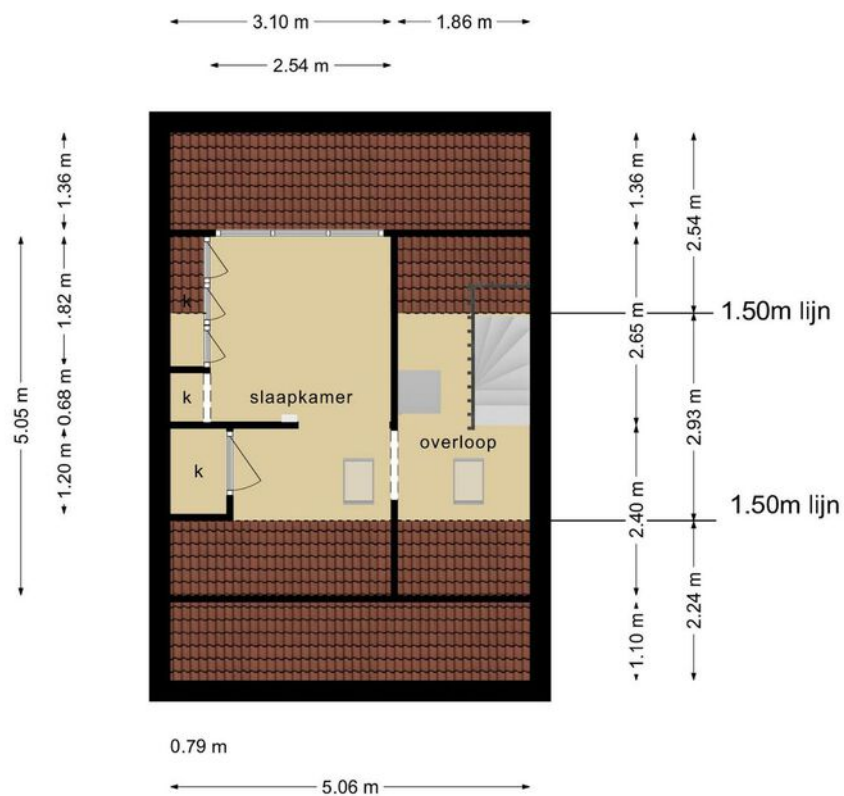 3.10 m
1.86 m
2.54 m
1.36 m
1.36 m
2.54 m
1.82 m
k
2.65 m
1.50m lijn
5.05 m
0.68 m
k
slaapkamer
2.93 m
overloop
1.20 m
k
2.40 m
1.50m lijn
1.10 m
2.24 m
0.79 m
5.06 m